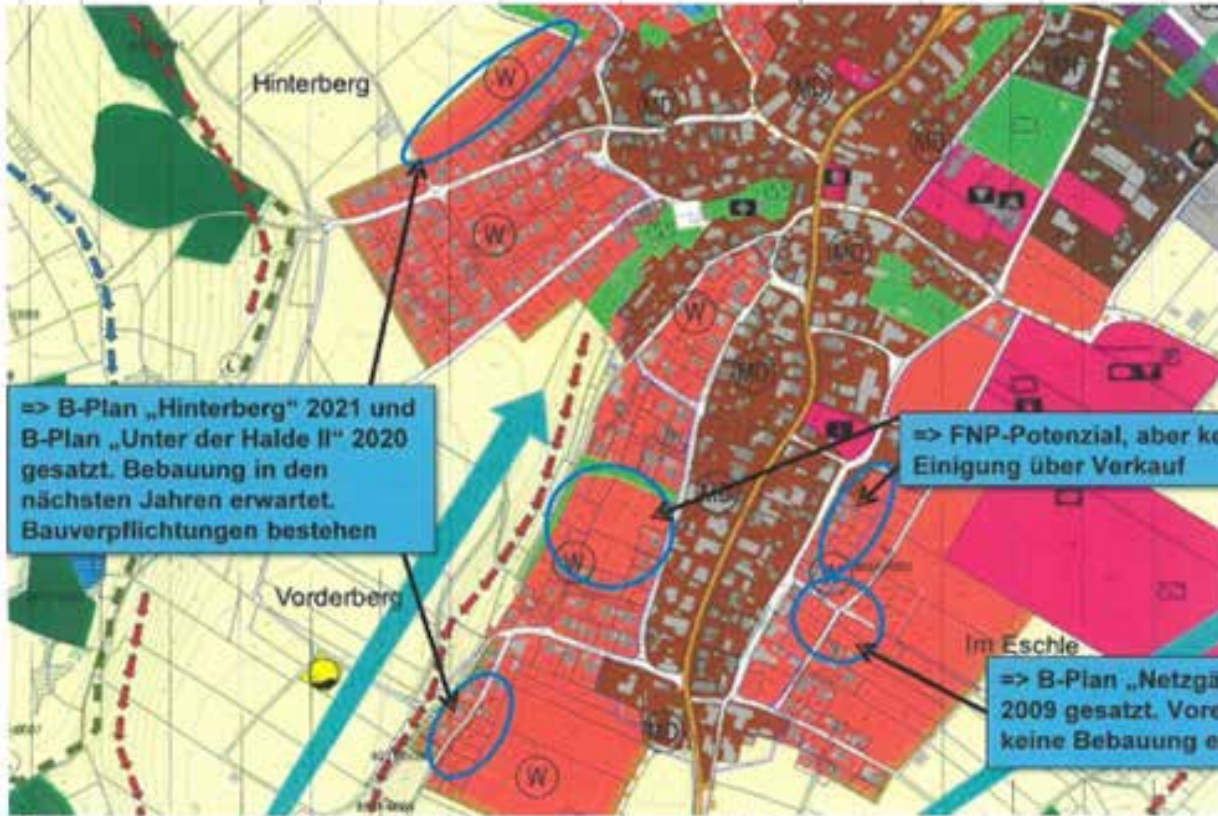 Hinterberg
W
MD
MD
MD
W
W
MD
MD
=> B-Plan „Hinterberg“ 2021 und
B-Plan „Unter der Halde II“ 2020
gesatzt. Bebauung in den
nächsten Jahren erwartet.
Bauverpflichtungen bestehen
=> FNP-Potenzial, aber ke
Einigung über Verkauf
MD
W
W
Vorderberg
Im Eschle
=> B-Plan „Netzgä
2009 gesatzt. Vore
keine Bebauung e
MD
W